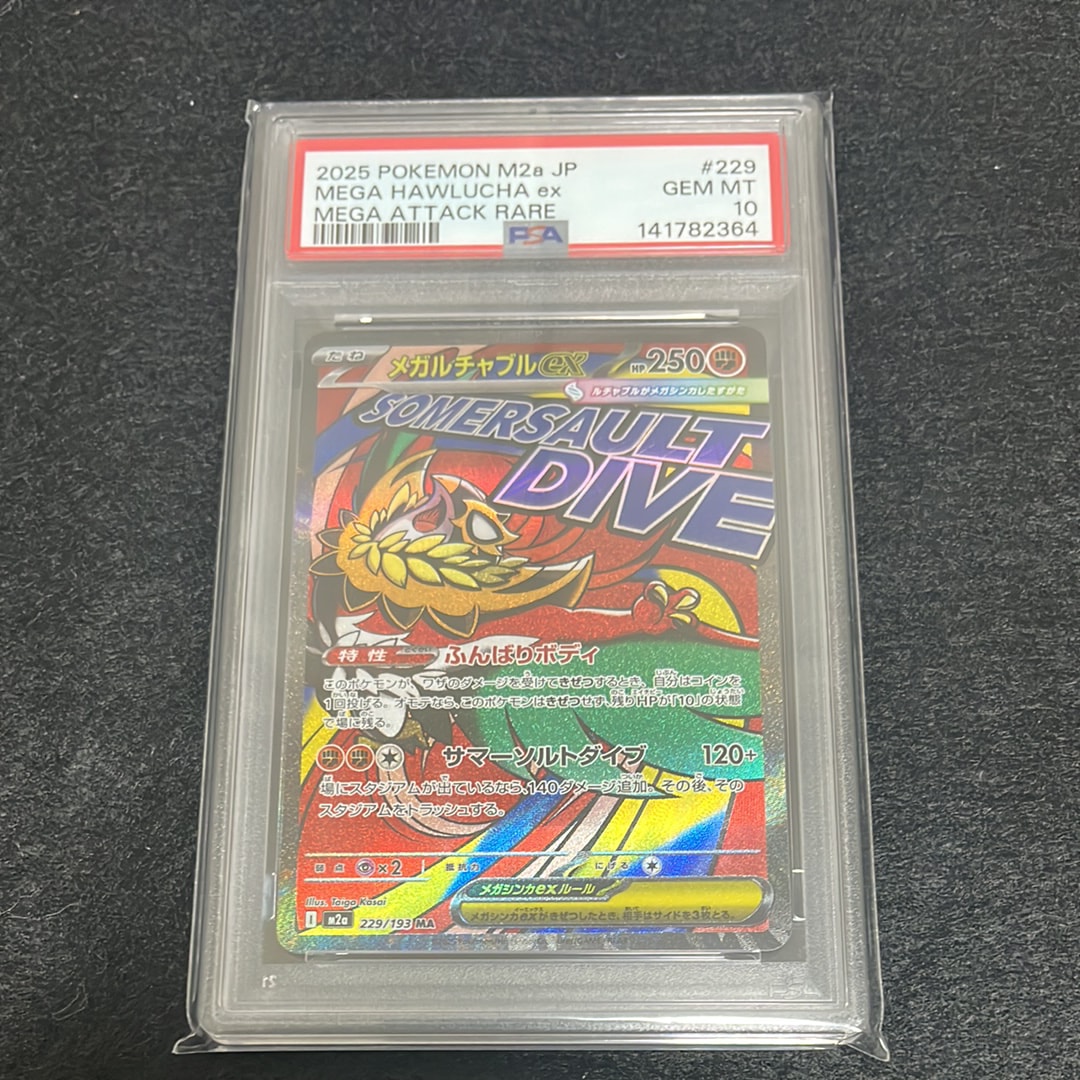 2025 POKEMON M2a JP #229
MEGA HAWLUCHA ex GEM MT
MEGA ATTACK RARE 10
PSA 141782364
たね メガルチャブルex HP250
ルチャブルがメガシンカしたすがた
SOMERSAULT
DIVE
特性 ふんばりボディ
このポケモンが、ワザのダメージを受けてきぜつするとき、自分はコインを
1回投げる。オモテなら、このポケモンはきぜつせず、残りHPが「10」の状態
で場に残る。
サマーソルトダイブ 120+
場にスタジアムが出ているなら、140ダメージ追加。その後、その
スタジアムをトラッシュする。
弱点 ×2 抵抗力 にげる
Illus. Taiga Kasai
メガシンカexルール
I m2a 229/193 MA
メガシンカexがきぜつしたとき、相手はサイドを3枚とる。